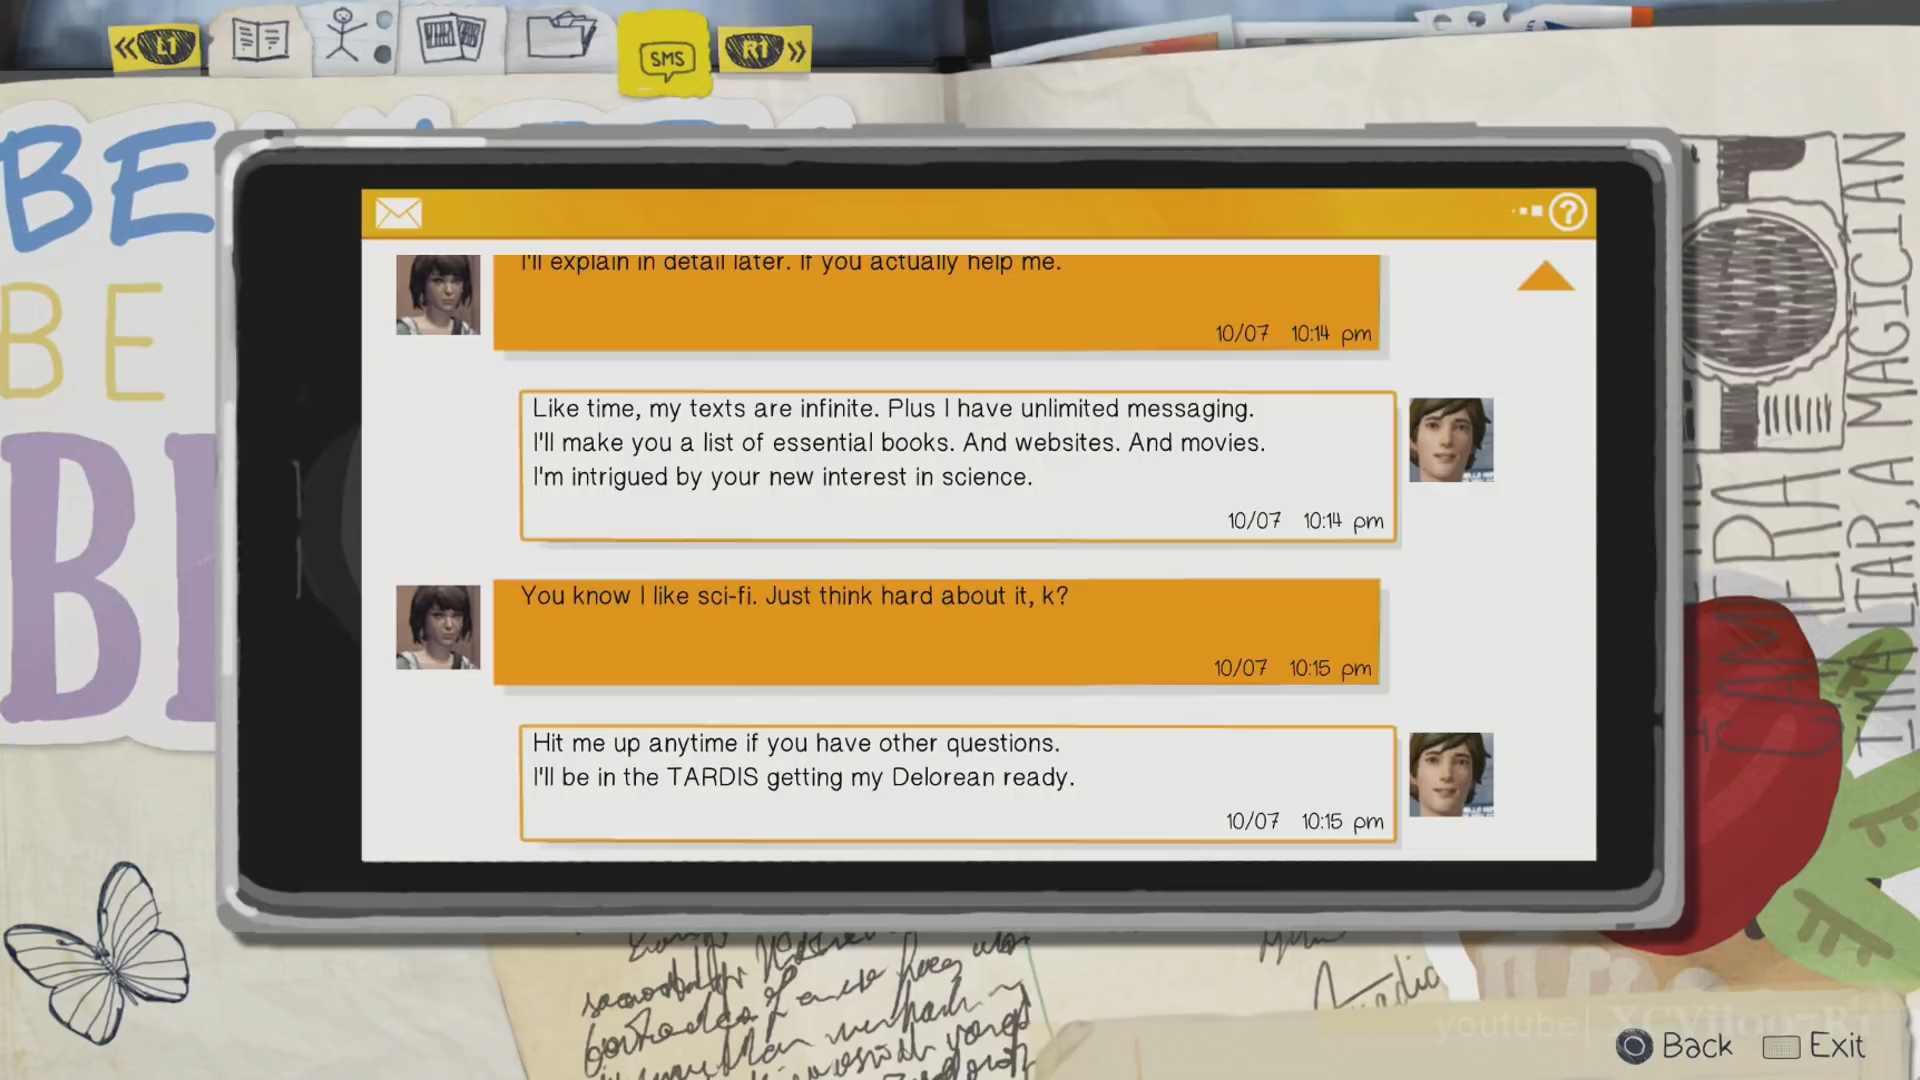 L1
SMS
R1
BE
BE
I'll explain in detail later. If you actually help me.
10/07 10:14 pm
Like time, my texts are infinite. Plus I have unlimited messaging.
I'll make you a list of essential books. And websites. And movies.
I'm intrigued by your new interest in science.
10/07 10:14 pm
You know I like sci-fi. Just think hard about it, k?
10/07 10:15 pm
Hit me up anytime if you have other questions.
I'll be in the TARDIS getting my Delorean ready.
10/07 10:15 pm
A MAGICIAN
youtube|
Back
Exit